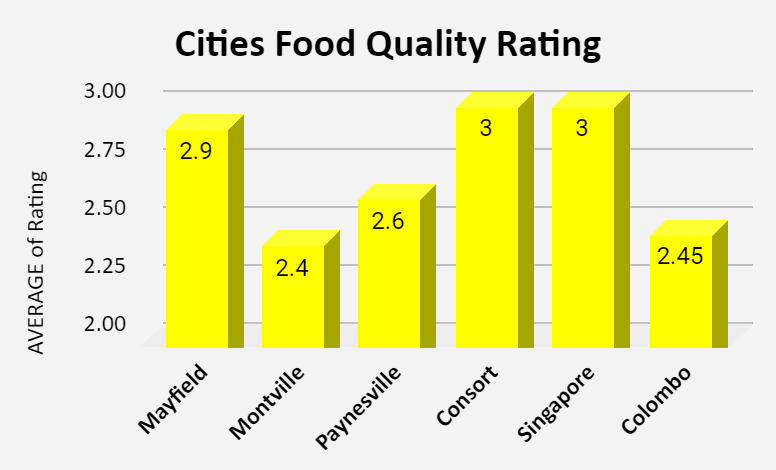 Cities Food Quality Rating
AVERAGE of Rating
3.00
2.75
2.50
2.25
2.00
2.9
2.4
2.6
3
3
2.45
Mayfield
Montville
Paynesville
Consort
Singapore
Colombo